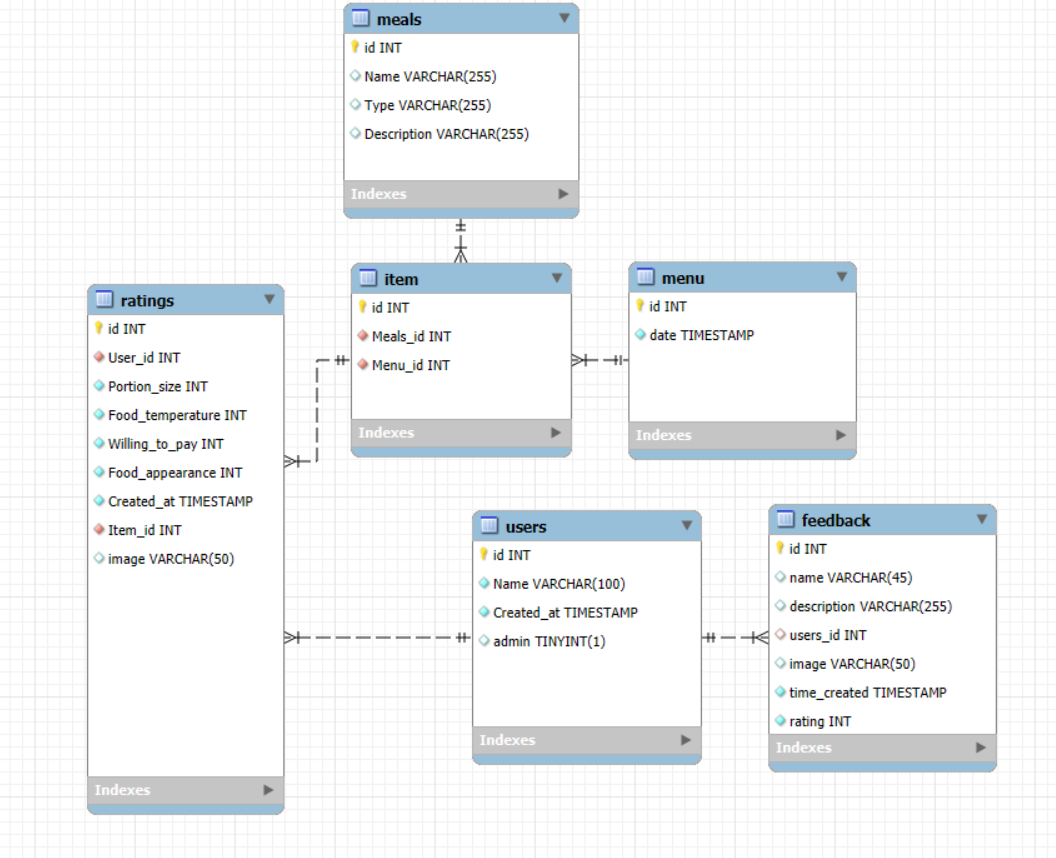 meals
id INT
Name VARCHAR(255)
Type VARCHAR(255)
Description VARCHAR(255)
Indexes
item
id INT
Meals_id INT
Menu_id INT
Indexes
menu
id INT
date TIMESTAMP
Indexes
ratings
id INT
User_id INT
Portion_size INT
Food_temperature INT
Willing_to_pay INT
Food_appearance INT
Created_at TIMESTAMP
Item_id INT
image VARCHAR(50)
Indexes
users
id INT
Name VARCHAR(100)
Created_at TIMESTAMP
admin TINYINT(1)
Indexes
feedback
id INT
name VARCHAR(45)
description VARCHAR(255)
users_id INT
image VARCHAR(50)
time_created TIMESTAMP
rating INT
Indexes